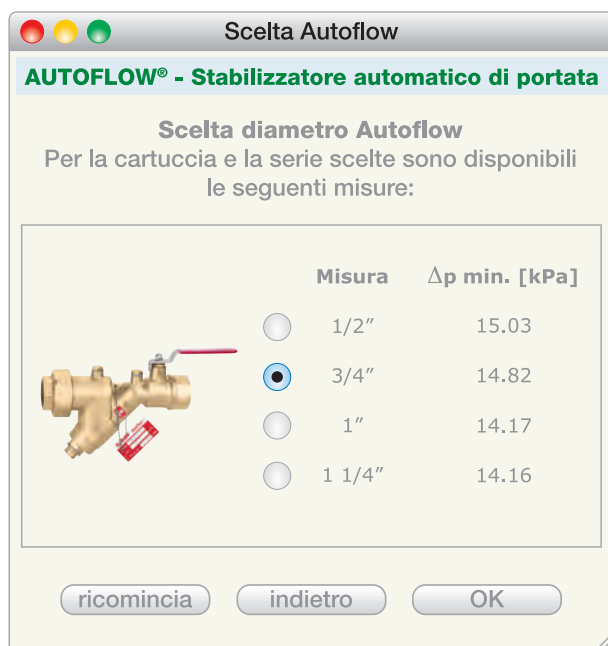 Scelta Autoflow
AUTOFLOW® - Stabilizzatore automatico di portata
Scelta diametro Autoflow
Per la cartuccia e la serie scelte sono disponibili
le seguenti misure:
Misura Δp min. [kPa]
1/2″ 15.03
3/4″ 14.82
1″ 14.17
1 1/4″ 14.16
ricomincia indietro OK